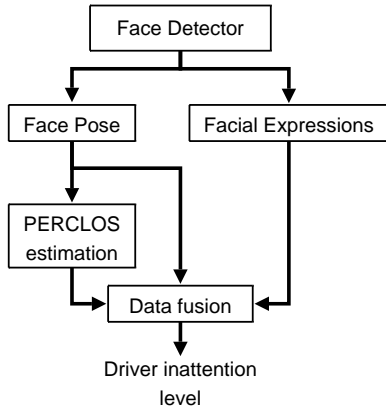 Face Detector
Face Pose
Facial Expressions
PERCLOS
estimation
Data fusion
Driver inattention
level